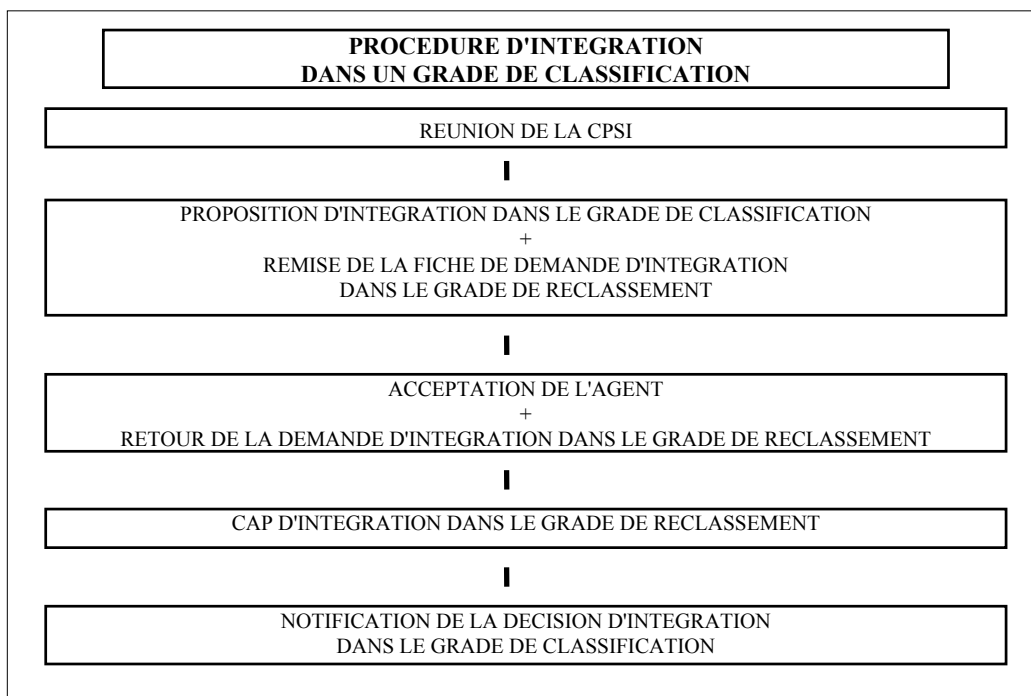 PROCEDURE D'INTEGRATION
DANS UN GRADE DE CLASSIFICATION
REUNION DE LA CPSI
PROPOSITION D'INTEGRATION DANS LE GRADE DE CLASSIFICATION
+
REMISE DE LA FICHE DE DEMANDE D'INTEGRATION
DANS LE GRADE DE RECLASSEMENT
ACCEPTATION DE L'AGENT
+
RETOUR DE LA DEMANDE D'INTEGRATION DANS LE GRADE DE RECLASSEMENT
CAP D'INTEGRATION DANS LE GRADE DE RECLASSEMENT
NOTIFICATION DE LA DECISION D'INTEGRATION
DANS LE GRADE DE CLASSIFICATION